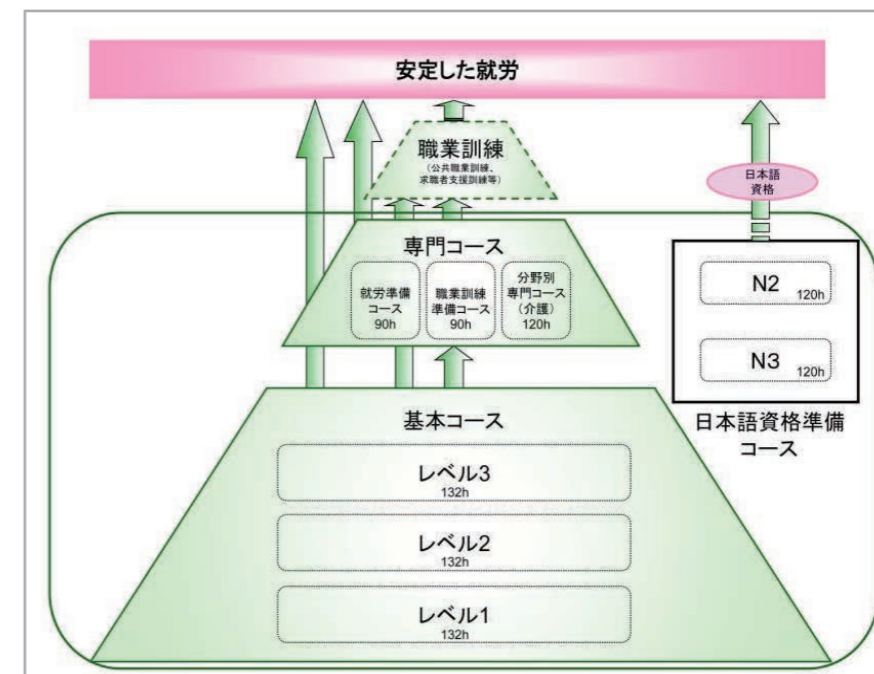 安定した就労
職業訓練
（公共職業訓練、
求職者支援訓練等）
日本語
資格
専門コース
就労準備
コース
90h
職業訓練
準備コース
90h
分野別
専門コース
（介護）
120h
N2
120h
N3
120h
日本語資格準備
コース
基本コース
レベル3
132h
レベル2
132h
レベル1
132h